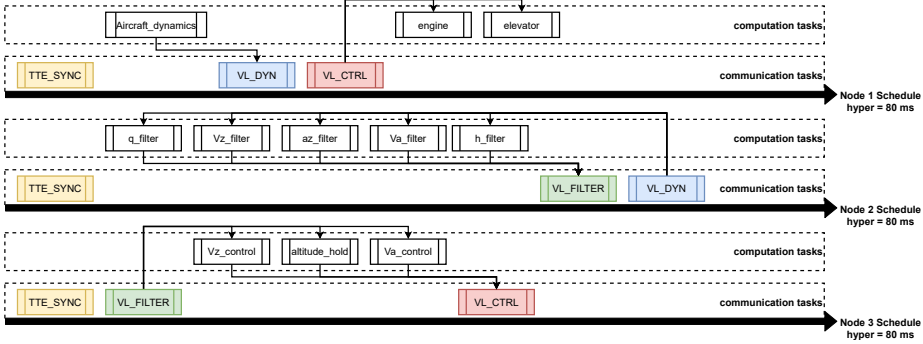 Aircraft_dynamics
engine
elevator
computation tasks
TTE_SYNC
VL_DYN
VL_CTRL
communication tasks
Node 1 Schedule
hyper = 80 ms
q_filter
Vz_filter
az_filter
Va_filter
h_filter
computation tasks
TTE_SYNC
VL_FILTER
VL_DYN
communication tasks
Node 2 Schedule
hyper = 80 ms
Vz_control
altitude_hold
Va_control
computation tasks
TTE_SYNC
VL_FILTER
VL_CTRL
communication tasks
Node 3 Schedule
hyper = 80 ms